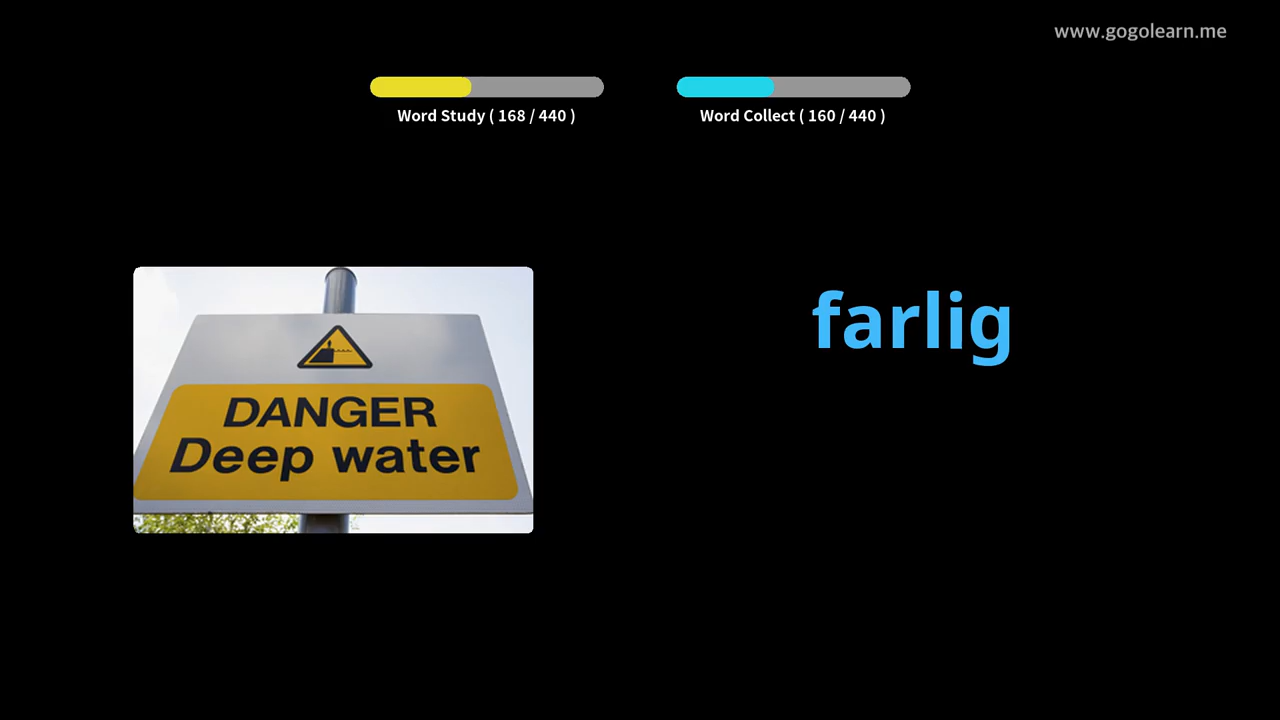 www.gogolearn.me
Word Study ( 168 / 440 )
Word Collect ( 160 / 440 )
DANGER
Deep water
farlig